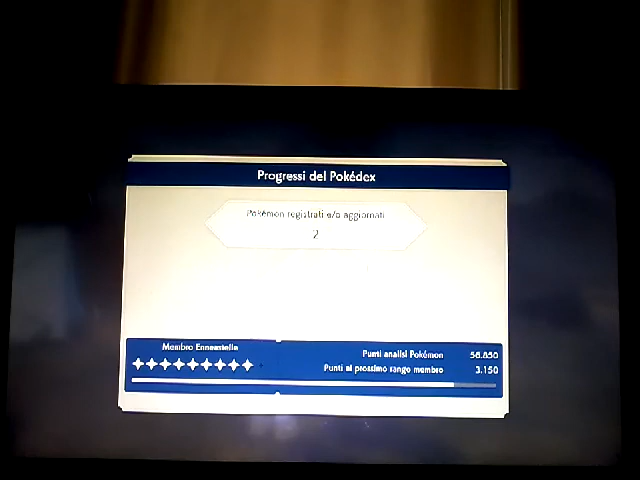 Progressi del Pokédex
Pokémon registrati e/o aggiornati
2
Membro Ennestella
Punti analisi Pokémon 56.850
Punti al prossimo rango membro 3.150